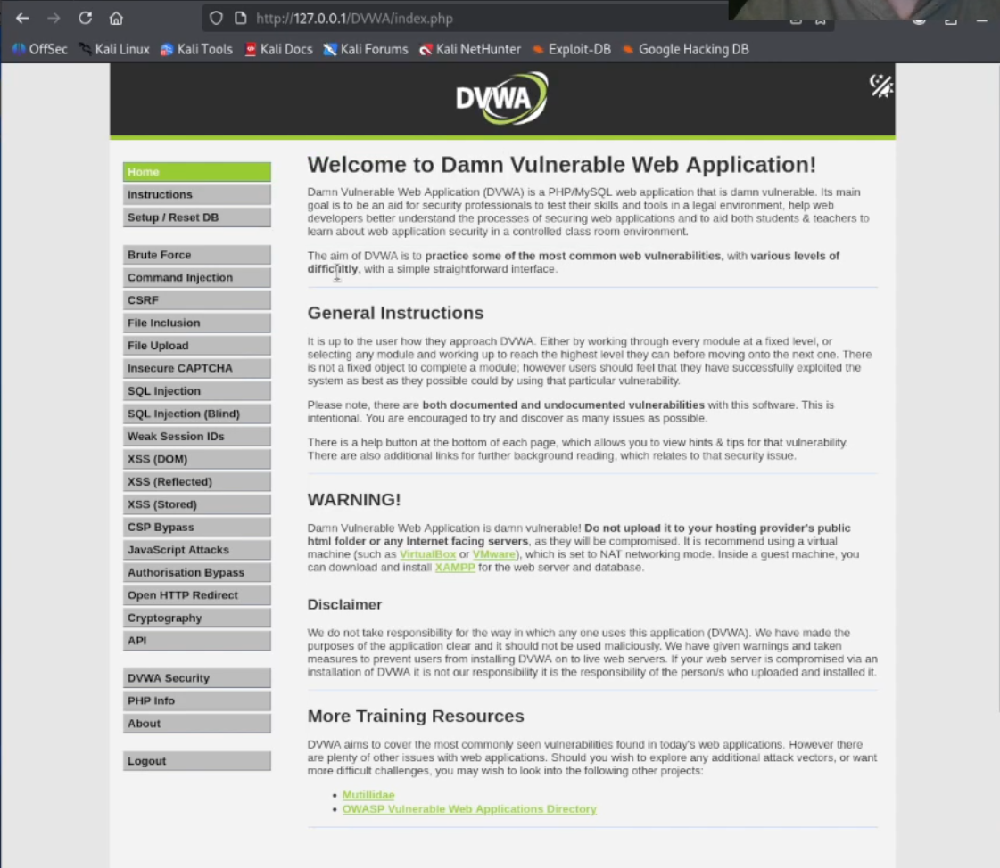 http://127.0.0.1/DVWA/index.php
OffSec Kali Linux Kali Tools Kali Docs Kali Forums Kali NetHunter Exploit-DB Google Hacking DB
DVWA
Home
Instructions
Setup / Reset DB
Brute Force
Command Injection
CSRF
File Inclusion
File Upload
Insecure CAPTCHA
SQL Injection
SQL Injection (Blind)
Weak Session IDs
XSS (DOM)
XSS (Reflected)
XSS (Stored)
CSP Bypass
JavaScript Attacks
Authorisation Bypass
Open HTTP Redirect
Cryptography
API
DVWA Security
PHP Info
About
Logout
Welcome to Damn Vulnerable Web Application!
Damn Vulnerable Web Application (DVWA) is a PHP/MySQL web application that is damn vulnerable. Its main
goal is to be an aid for security professionals to test their skills and tools in a legal environment, help web
developers better understand the processes of securing web applications and to aid both students & teachers to
learn about web application security in a controlled class room environment.
The aim of DVWA is to practice some of the most common web vulnerabilities, with various levels of
difficultly, with a simple straightforward interface.
General Instructions
It is up to the user how they approach DVWA. Either by working through every module at a fixed level, or
selecting any module and working up to reach the highest level they can before moving onto the next one. There
is not a fixed object to complete a module; however users should feel that they have successfully exploited the
system as best as they possible could by using that particular vulnerability.
Please note, there are both documented and undocumented vulnerabilities with this software. This is
intentional. You are encouraged to try and discover as many issues as possible.
There is a help button at the bottom of each page, which allows you to view hints & tips for that vulnerability.
There are also additional links for further background reading, which relates to that security issue.
WARNING!
Damn Vulnerable Web Application is damn vulnerable! Do not upload it to your hosting provider's public
html folder or any Internet facing servers, as they will be compromised. It is recommend using a virtual
machine (such as VirtualBox or VMware), which is set to NAT networking mode. Inside a guest machine, you
can download and install XAMPP for the web server and database.
Disclaimer
We do not take responsibility for the way in which any one uses this application (DVWA). We have made the
purposes of the application clear and it should not be used maliciously. We have given warnings and taken
measures to prevent users from installing DVWA on to live web servers. If your web server is compromised via an
installation of DVWA it is not our responsibility it is the responsibility of the person/s who uploaded and installed it.
More Training Resources
DVWA aims to cover the most commonly seen vulnerabilities found in today's web applications. However there
are plenty of other issues with web applications. Should you wish to explore any additional attack vectors, or want
more difficult challenges, you may wish to look into the following other projects:
• Mutillidae
• OWASP Vulnerable Web Applications Directory